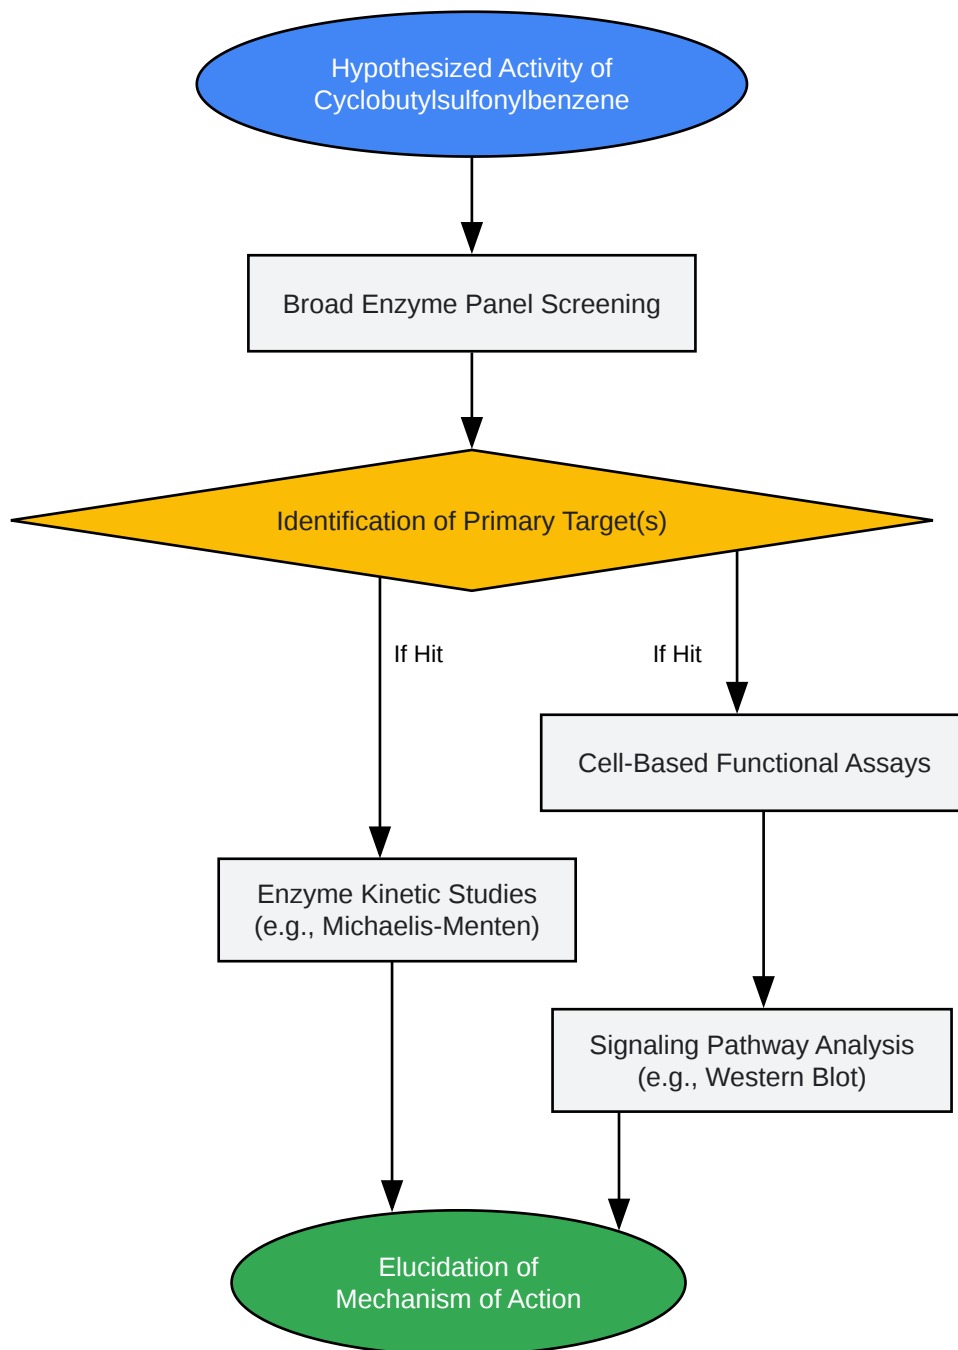 Hypothesized Activity of
Cyclobutylsulfonylbenzene
Broad Enzyme Panel Screening
Identification of Primary Target(s)
If Hit
If Hit
Cell-Based Functional Assays
Enzyme Kinetic Studies
(e.g., Michaelis-Menten)
Signaling Pathway Analysis
(e.g., Western Blot)
Elucidation of
Mechanism of Action